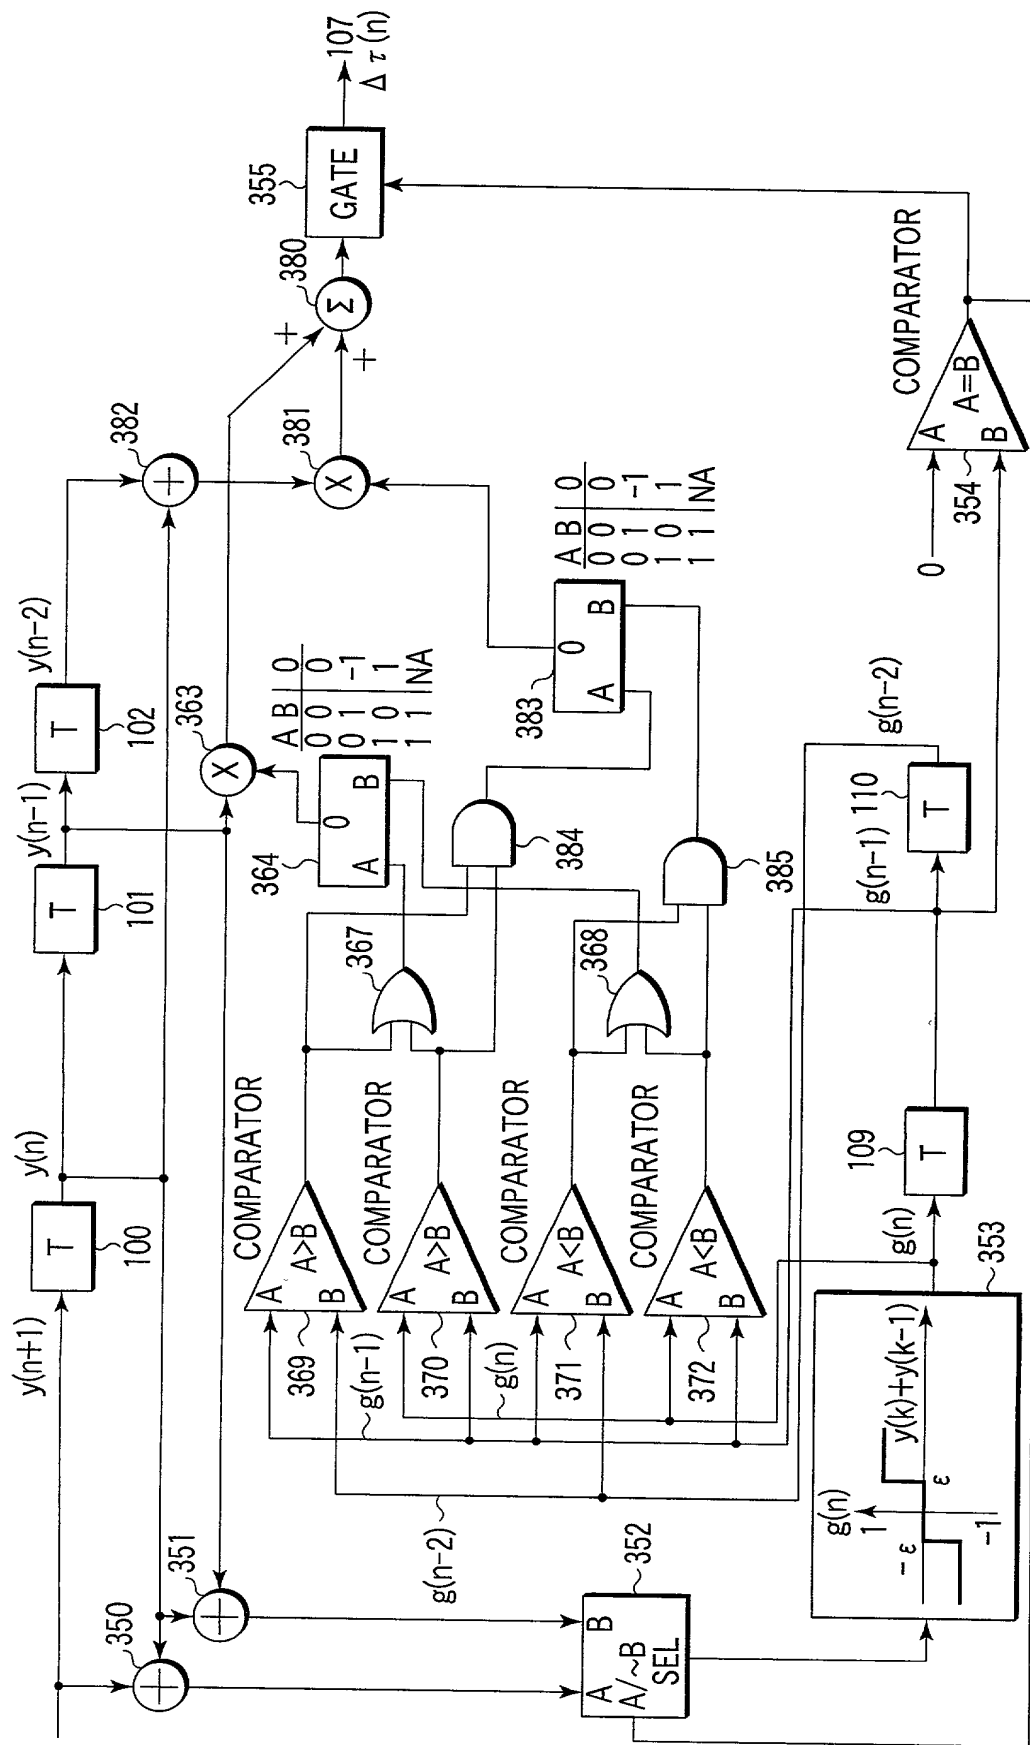 y(n+1)
T
100
y(n)
T
101
y(n-1)
T
102
y(n-2)
+
382
350
+
351
+
363
X
381
X
+
+
380
Σ
355
GATE
107
Δτ(n)
364
0
A
B
A B 0
0 0 0
0 1 -1
1 0 1
1 1 NA
383
0
A
B
A B 0
0 0 0
0 1 -1
1 0 1
1 1 NA
367
384
368
385
COMPARATOR
A
A>B
B
369
COMPARATOR
A
A>B
B
370
COMPARATOR
A
A<B
B
371
COMPARATOR
A
A<B
B
372
g(n-1)
g(n)
g(n-2)
352
A
B
A/~B
SEL
353
g(n)
1
-ε
ε
-1
y(k)+y(k-1)
g(n)
109
T
g(n-1)
110
T
g(n-2)
0
354
A
A=B
B
COMPARATOR